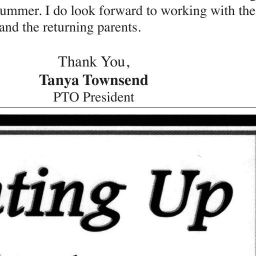 ummer. I do look forward to working with the
and the returning parents.
Thank You,
Tanya Townsend
PTO President
ating Up